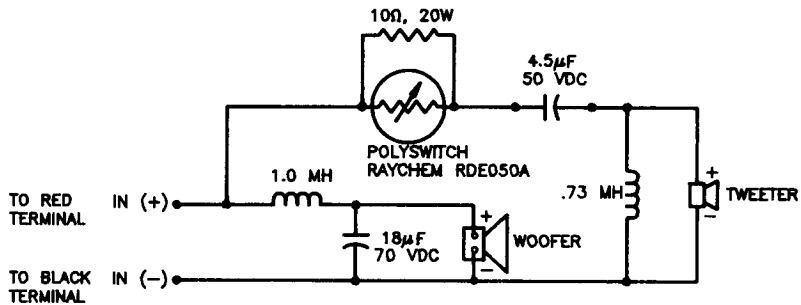 10Ω, 20W
4.5µF
50 VDC
POLYSWITCH
RAYCHEM RDE050A
1.0 MH
.73 MH
+
TWEETER
−
TO RED
TERMINAL
IN (+)
18µF
70 VDC
+
WOOFER
−
TO BLACK
TERMINAL
IN (−)